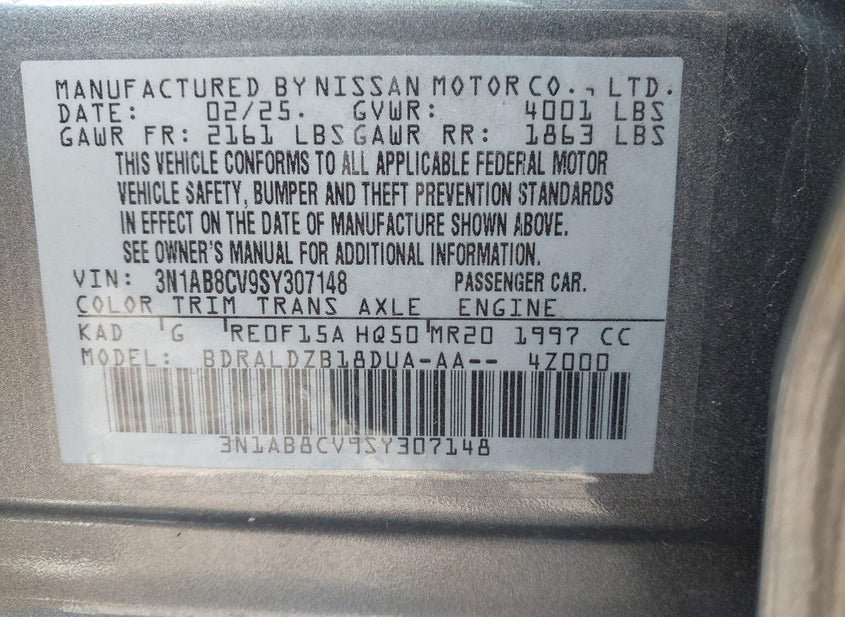 MANUFACTURED BY NISSAN MOTOR CO., LTD.
DATE: 02/25. GVWR: 4001 LBS
GAWR FR: 2161 LBS GAWR RR: 1863 LBS
THIS VEHICLE CONFORMS TO ALL APPLICABLE FEDERAL MOTOR
VEHICLE SAFETY, BUMPER AND THEFT PREVENTION STANDARDS
IN EFFECT ON THE DATE OF MANUFACTURE SHOWN ABOVE.
SEE OWNER'S MANUAL FOR ADDITIONAL INFORMATION.
VIN: 3N1AB8CV9SY307148 PASSENGER CAR.
COLOR TRIM TRANS AXLE ENGINE
KAD G RE0F15A HQ50 MR20 1997 CC
MODEL: BDRALDZB18DUA-AA-- 4Z000
3N1AB8CV9SY307148